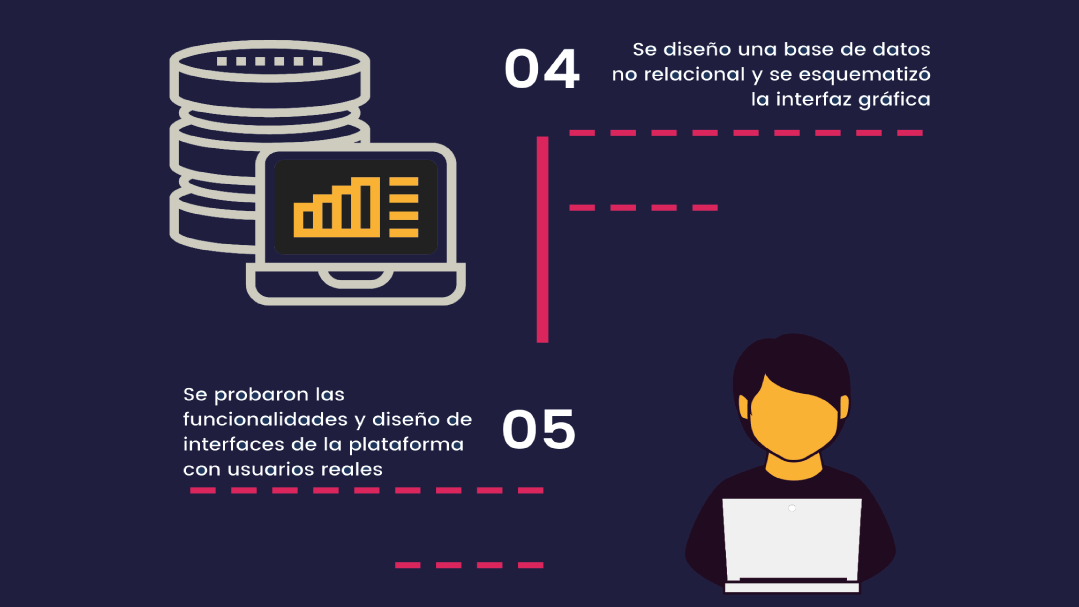 04
Se diseño una base de datos
no relacional y se esquematizó
la interfaz gráfica
Se probaron las
funcionalidades y diseño de
interfaces de la plataforma
con usuarios reales
05